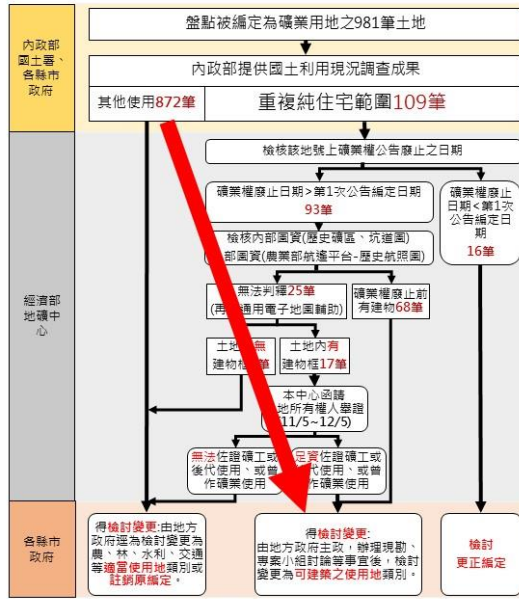 內政部
國土署、
各縣市
政府
盤點被編定為礦業用地之981筆土地
內政部提供國土利用現況調查成果
其他使用872筆
重複純住宅範圍109筆
經濟部
地礦中心
檢核該地號上礦業權公告廢止之日期
礦業權廢止日期>第1次公告編定日期
93筆
礦業權廢止
日期<第1次
公告編定日
期
16筆
檢核內部圖資(歷史礦區、坑道圖)
部圖資(農業部航遙平台-歷史航照圖)
無法判釋25筆
(再 通用電子地圖輔助)
礦業權廢止前
有建物68筆
土地 無
建物框 筆
土地內有
建物框17筆
本中心函請
地所有權人舉證
11/5~12/5)
無法佐證礦工或
後代使用、或曾
作礦業使用
足資佐證礦工或
代使用、或曾
作礦業使用
各縣市
政府
得檢討變更:由地方
政府逕為檢討變更為
農、林、水利、交通
等適當使用地類別或
註銷原編定。
得檢討變更:
由地方政府主政,辦理現勘、
專案小組討論等事宜後,檢討
變更為可建築之使用地類別。
檢討
更正編定